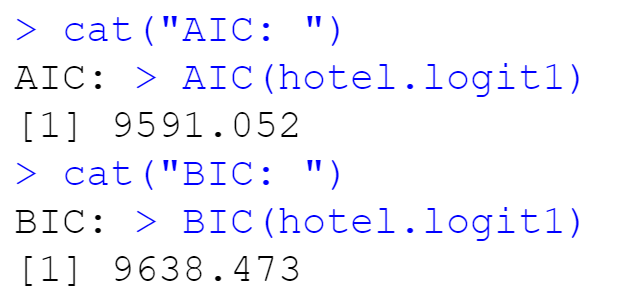 > cat("AIC: ")
AIC: > AIC(hotel.logit1)
[1] 9591.052
> cat("BIC: ")
BIC: > BIC(hotel.logit1)
[1] 9638.473